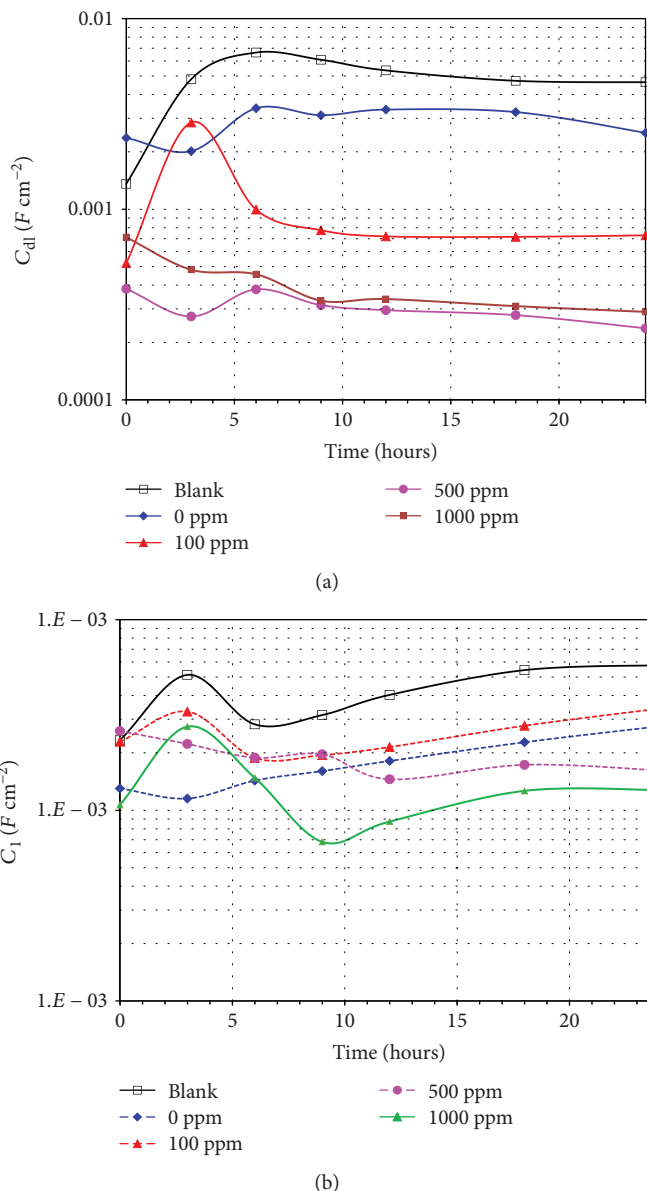 0.01
0.001
0.0001
C_dl (F cm⁻²)
0 5 10 15 20
Time (hours)
Blank
0 ppm
100 ppm
500 ppm
1000 ppm
(a)
1.E − 03
1.E − 03
1.E − 03
C_1 (F cm⁻²)
0 5 10 15 20
Time (hours)
Blank
0 ppm
100 ppm
500 ppm
1000 ppm
(b)